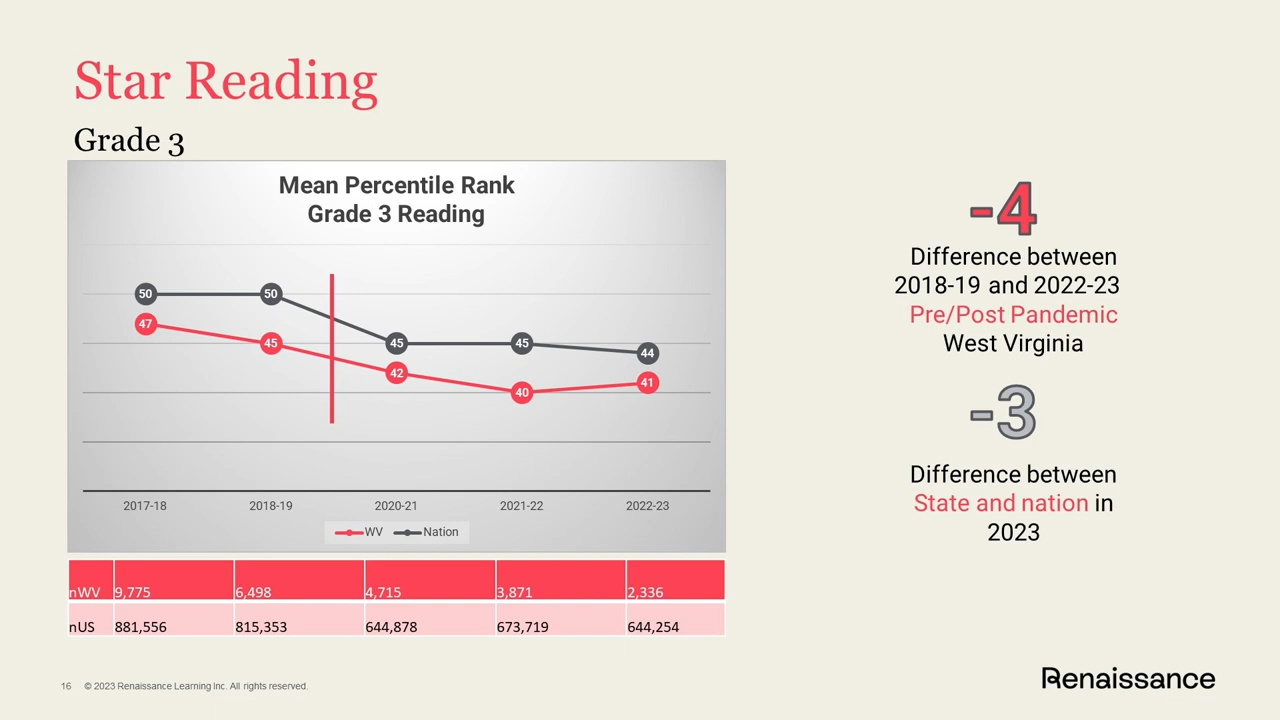 Star Reading
Grade 3
Mean Percentile Rank
Grade 3 Reading
50
50
45
45
44
47
45
42
40
41
2017-18
2018-19
2020-21
2021-22
2022-23
WV
Nation
nWV 9,775 6,498 4,715 3,871 2,336
nUS 881,556 815,353 644,878 673,719 644,254
-4
Difference between
2018-19 and 2022-23
Pre/Post Pandemic
West Virginia
-3
Difference between
State and nation in
2023
16 © 2023 Renaissance Learning Inc. All rights reserved.
Renaissance